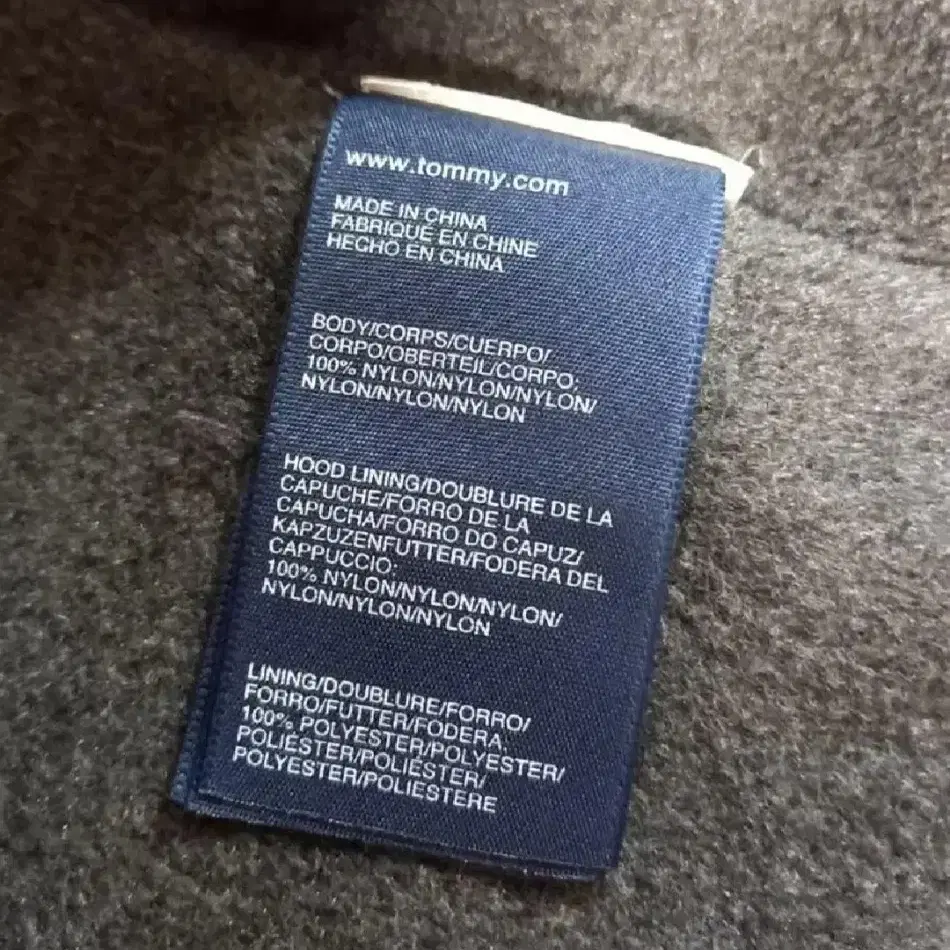 www.tommy.com
MADE IN CHINA
FABRIQUÉ EN CHINE
HECHO EN CHINA
BODY/CORPS/CUERPO/
CORPO/OBERTEIL/CORPO:
100% NYLON/NYLON/NYLON/
NYLON/NYLON/NYLON
HOOD LINING/DOUBLURE DE LA
CAPUCHE/FORRO DE LA
CAPUCHA/FORRO DO CAPUZ/
KAPZUZENFUTTER/FODERA DEL
CAPPUCCIO:
100% NYLON/NYLON/NYLON/
NYLON/NYLON/NYLON
LINING/DOUBLURE/FORRO/
FORRO/FUTTER/FODERA:
100% POLYESTER/POLYESTER/
POLIÉSTER/POLIÉSTER/
POLYESTER/POLIESTERE